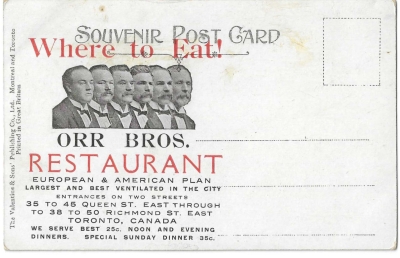 SOUVENIR POST CARD
Where to Eat!
ORR BROS.
RESTAURANT
EUROPEAN & AMERICAN PLAN
LARGEST AND BEST VENTILATED IN THE CITY
ENTRANCES ON TWO STREETS
35 TO 45 QUEEN ST. EAST THROUGH
TO 38 TO 50 RICHMOND ST. EAST
TORONTO, CANADA
WE SERVE BEST 25c. NOON AND EVENING
DINNERS. SPECIAL SUNDAY DINNER 35c.
The Valentine & Sons' Publishing Co., Ltd. Montreal and Toronto
Printed in Great Britain